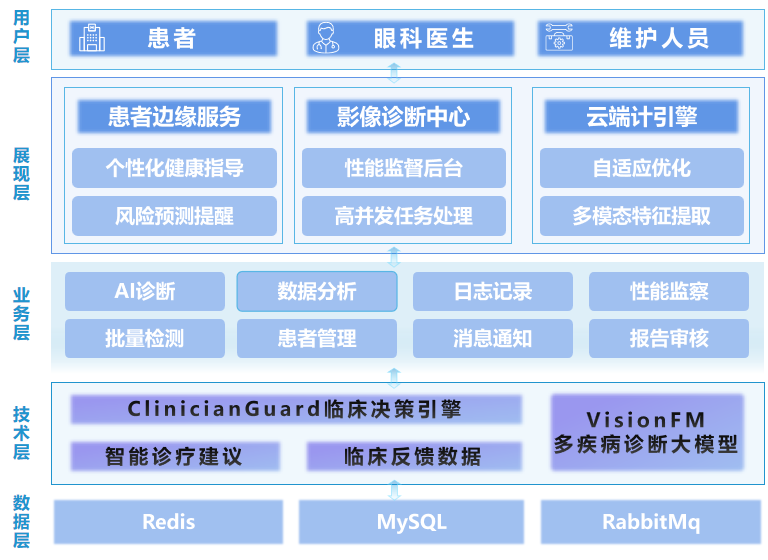 用户层
患者
眼科医生
维护人员
展现层
患者边缘服务
影像诊断中心
云端计引擎
个性化健康指导
性能监督后台
自适应优化
风险预测提醒
高并发任务处理
多模态特征提取
业务层
AI诊断
数据分析
日志记录
性能监察
批量检测
患者管理
消息通知
报告审核
技术层
ClinicianGuard临床决策引擎
VisionFM
多疾病诊断大模型
智能诊疗建议
临床反馈数据
数据层
Redis
MySQL
RabbitMq